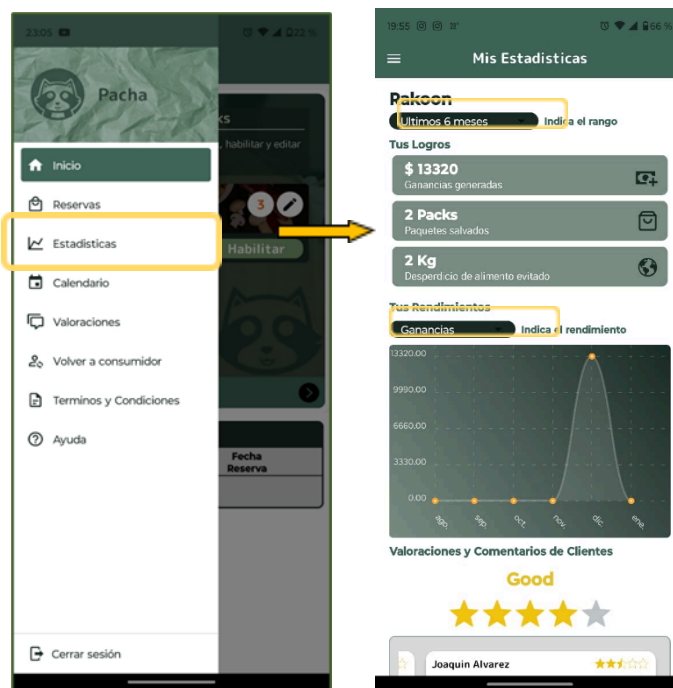 23:05
22 %
Pacha
ks
, habilitar y editar
Inicio
Reservas
3
Estadísticas
Habilitar
Calendario
Valoraciones
Volver a consumidor
Terminos y Condiciones
Ayuda
Fecha
Reserva
Cerrar sesión
19:55
66 %
Mis Estadisticas
Rakoon
Ultimos 6 meses
Indica el rango
Tus Logros
$ 13320
Ganancias generadas
2 Packs
Paquetes salvados
2 Kg
Desperdicio de alimento evitado
Tus Rendimientos
Ganancias
Indica el rendimiento
13320.00
9990.00
6660.00
3330.00
0.00
ago.
sep.
oct.
nov.
dic.
ene.
Valoraciones y Comentarios de Clientes
Good
Joaquin Alvarez